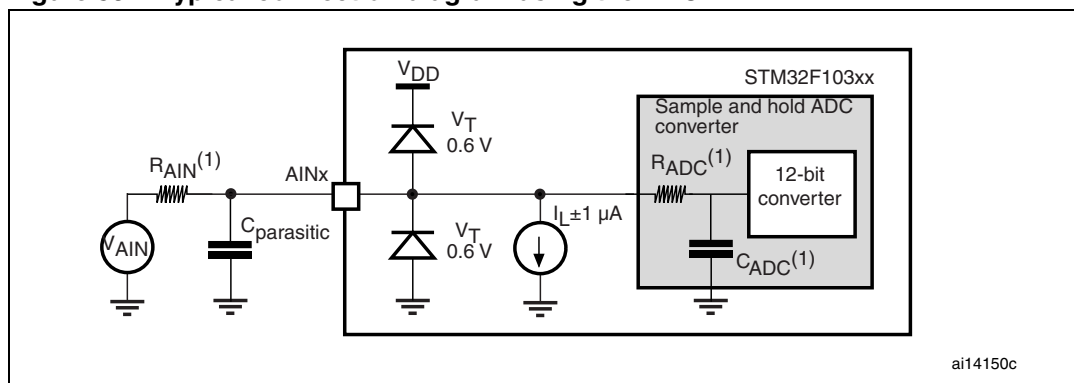 V_DD
STM32F103xx
Sample and hold ADC
converter
V_T
0.6 V
R_AIN(1)
AINx
R_ADC(1)
12-bit
converter
V_AIN
C_parasitic
V_T
0.6 V
I_L±1 µA
C_ADC(1)
ai14150c